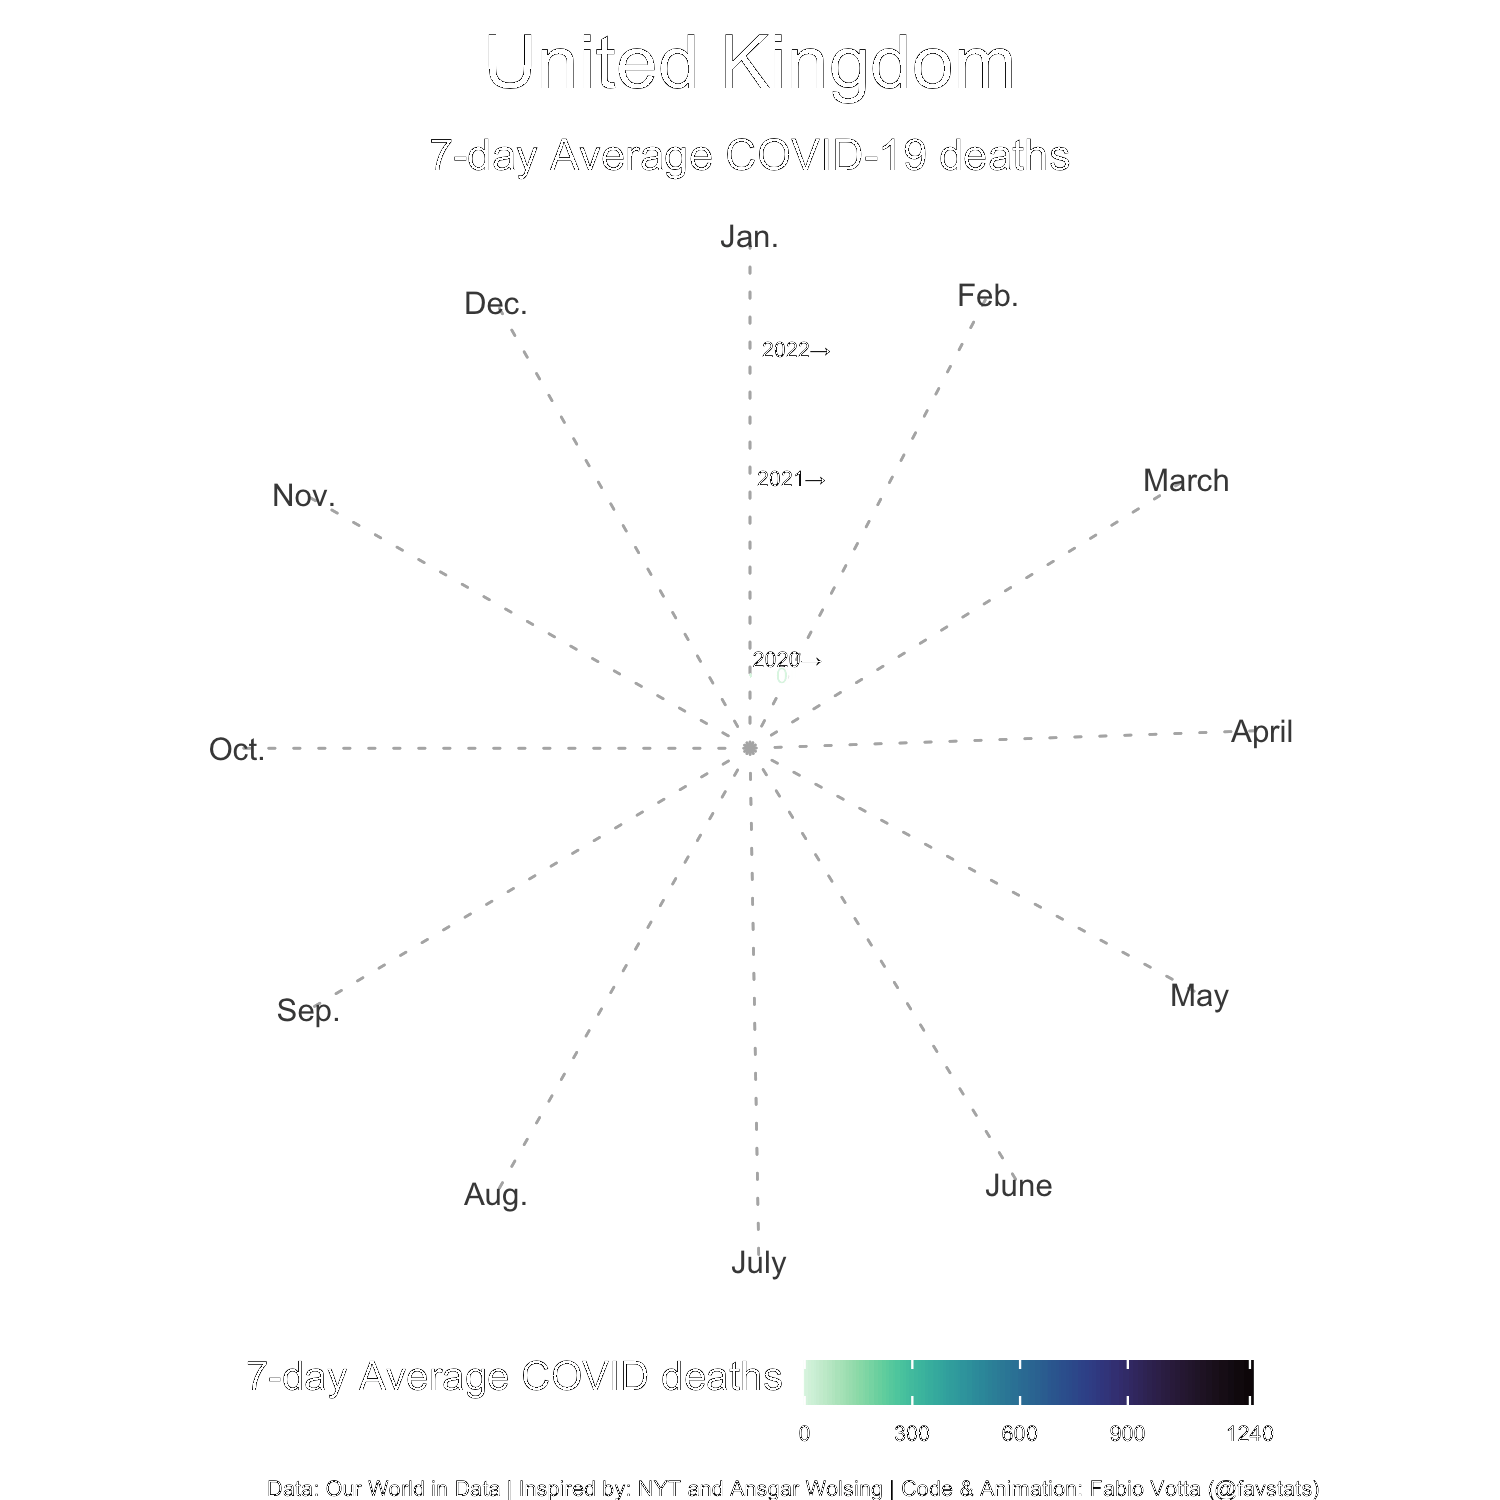 United Kingdom
7-day Average COVID-19 deaths
Jan.
Dec.
Feb.
2022→
Nov.
2021→
March
2020→
0
Oct.
April
Sep.
May
Aug.
June
July
7-day Average COVID deaths
0 300 600 900 1240
Data: Our World in Data | Inspired by: NYT and Ansgar Wolsing | Code & Animation: Fabio Votta (@favstats)